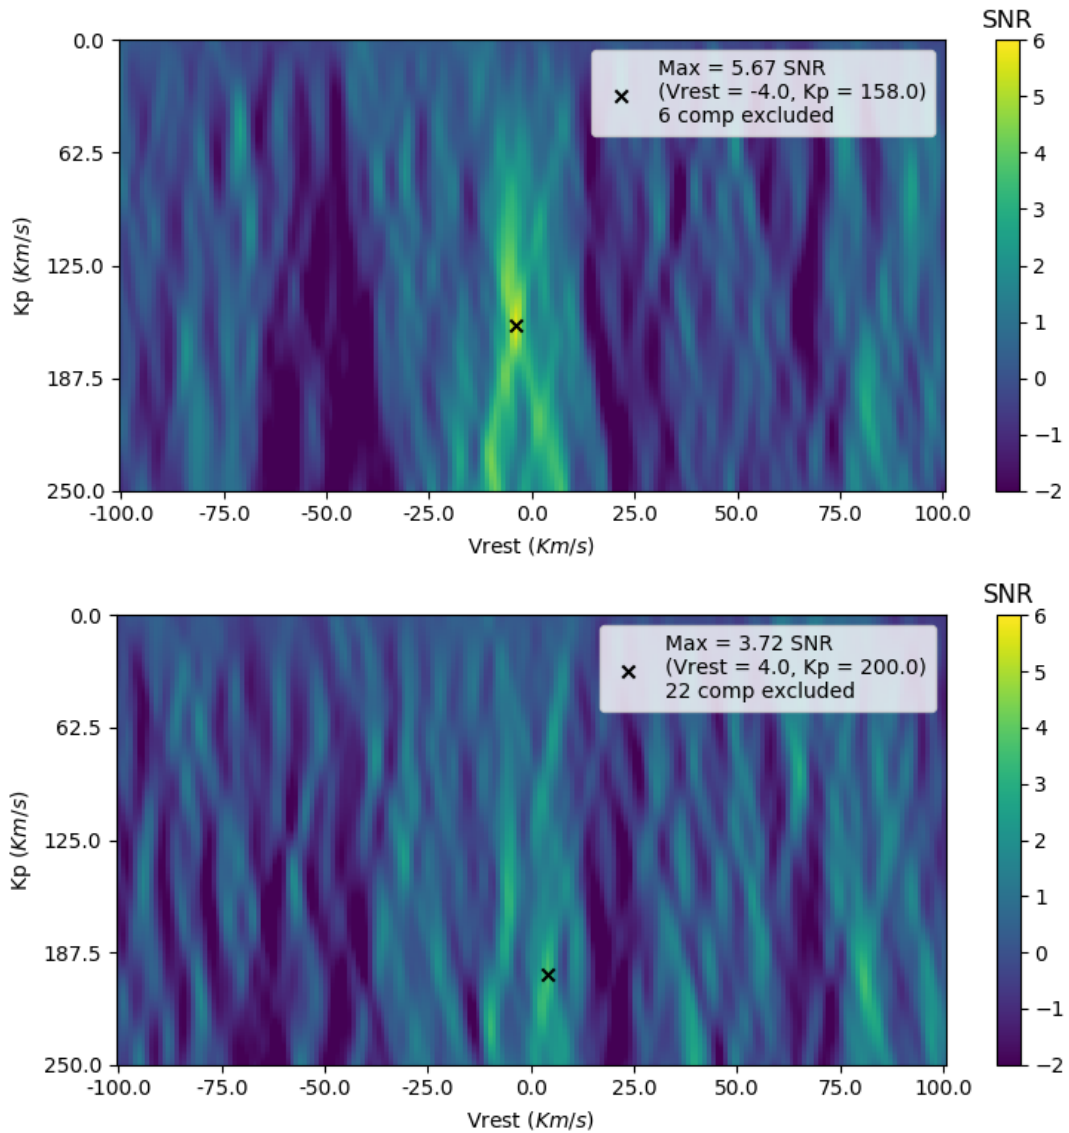 SNR
6
5
4
3
2
1
0
−1
−2
0.0
62.5
125.0
187.5
250.0
Kp (Km/s)
Max = 5.67 SNR
(Vrest = -4.0, Kp = 158.0)
6 comp excluded
-100.0 -75.0 -50.0 -25.0 0.0 25.0 50.0 75.0 100.0
Vrest (Km/s)
SNR
6
5
4
3
2
1
0
−1
−2
0.0
62.5
125.0
187.5
250.0
Kp (Km/s)
Max = 3.72 SNR
(Vrest = 4.0, Kp = 200.0)
22 comp excluded
-100.0 -75.0 -50.0 -25.0 0.0 25.0 50.0 75.0 100.0
Vrest (Km/s)